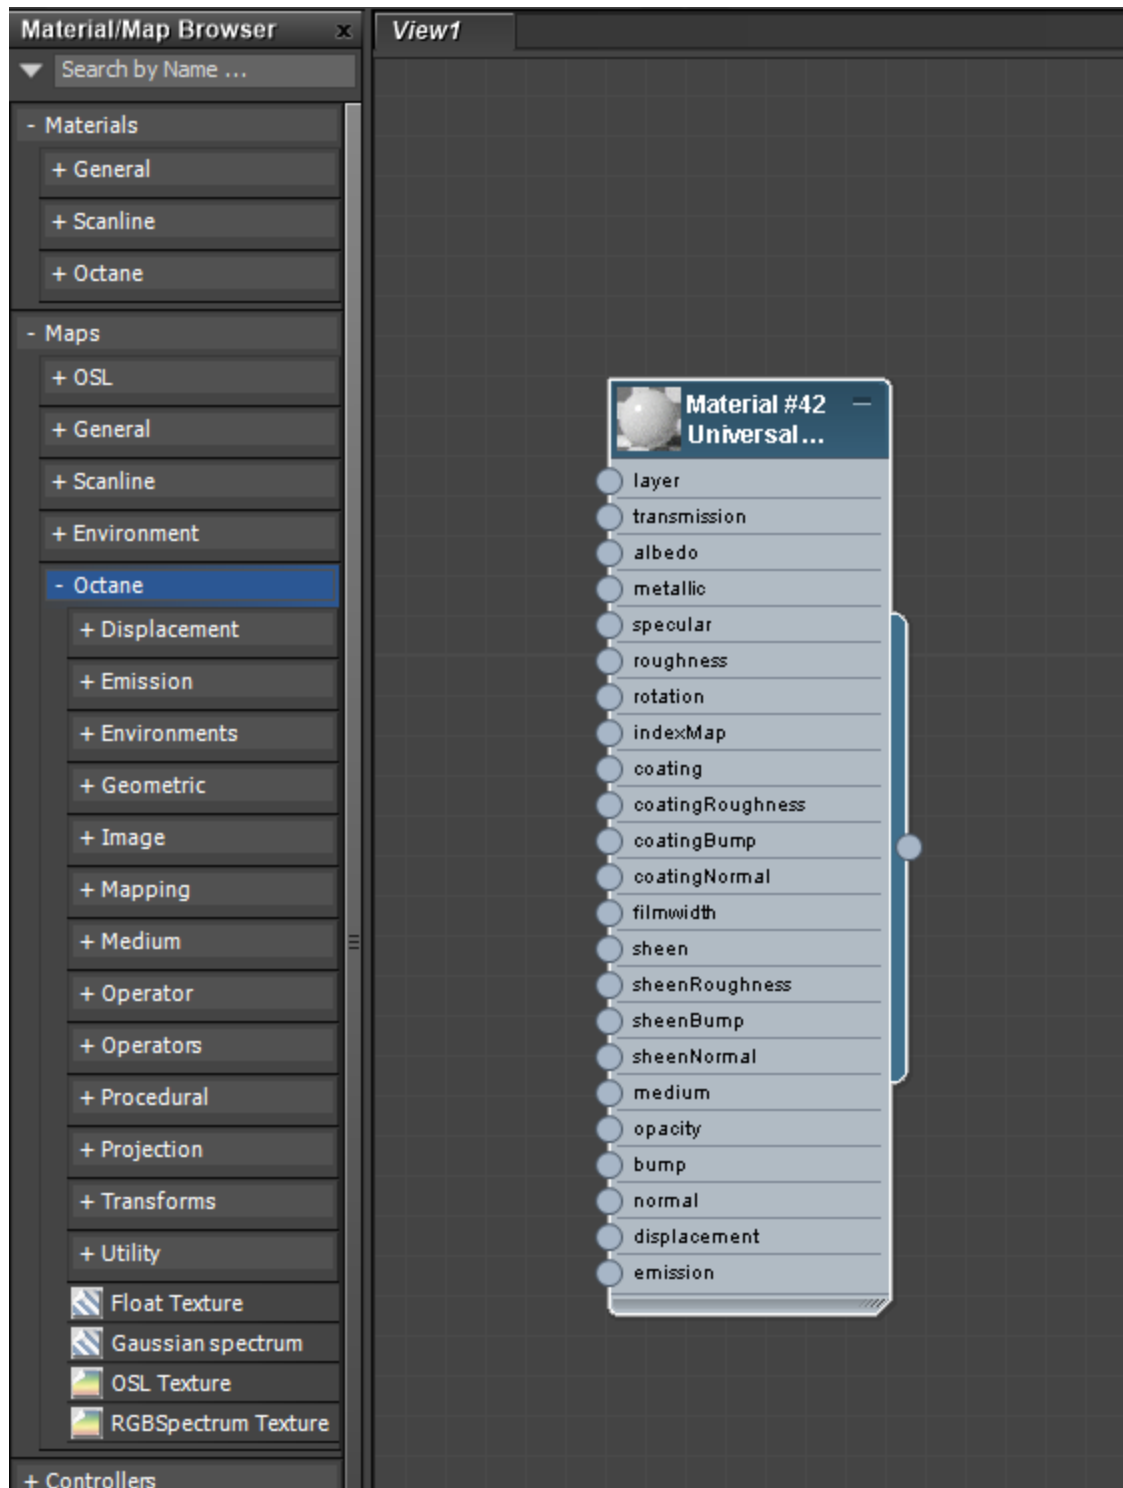 Material/Map Browser x
Search by Name ...
- Materials
+ General
+ Scanline
+ Octane
- Maps
+ OSL
+ General
+ Scanline
+ Environment
- Octane
+ Displacement
+ Emission
+ Environments
+ Geometric
+ Image
+ Mapping
+ Medium
+ Operator
+ Operators
+ Procedural
+ Projection
+ Transforms
+ Utility
Float Texture
Gaussian spectrum
OSL Texture
RGBSpectrum Texture
+ Controllers
View1
Material #42
Universal...
layer
transmission
albedo
metallic
specular
roughness
rotation
indexMap
coating
coatingRoughness
coatingBump
coatingNormal
filmwidth
sheen
sheenRoughness
sheenBump
sheenNormal
medium
opacity
bump
normal
displacement
emission